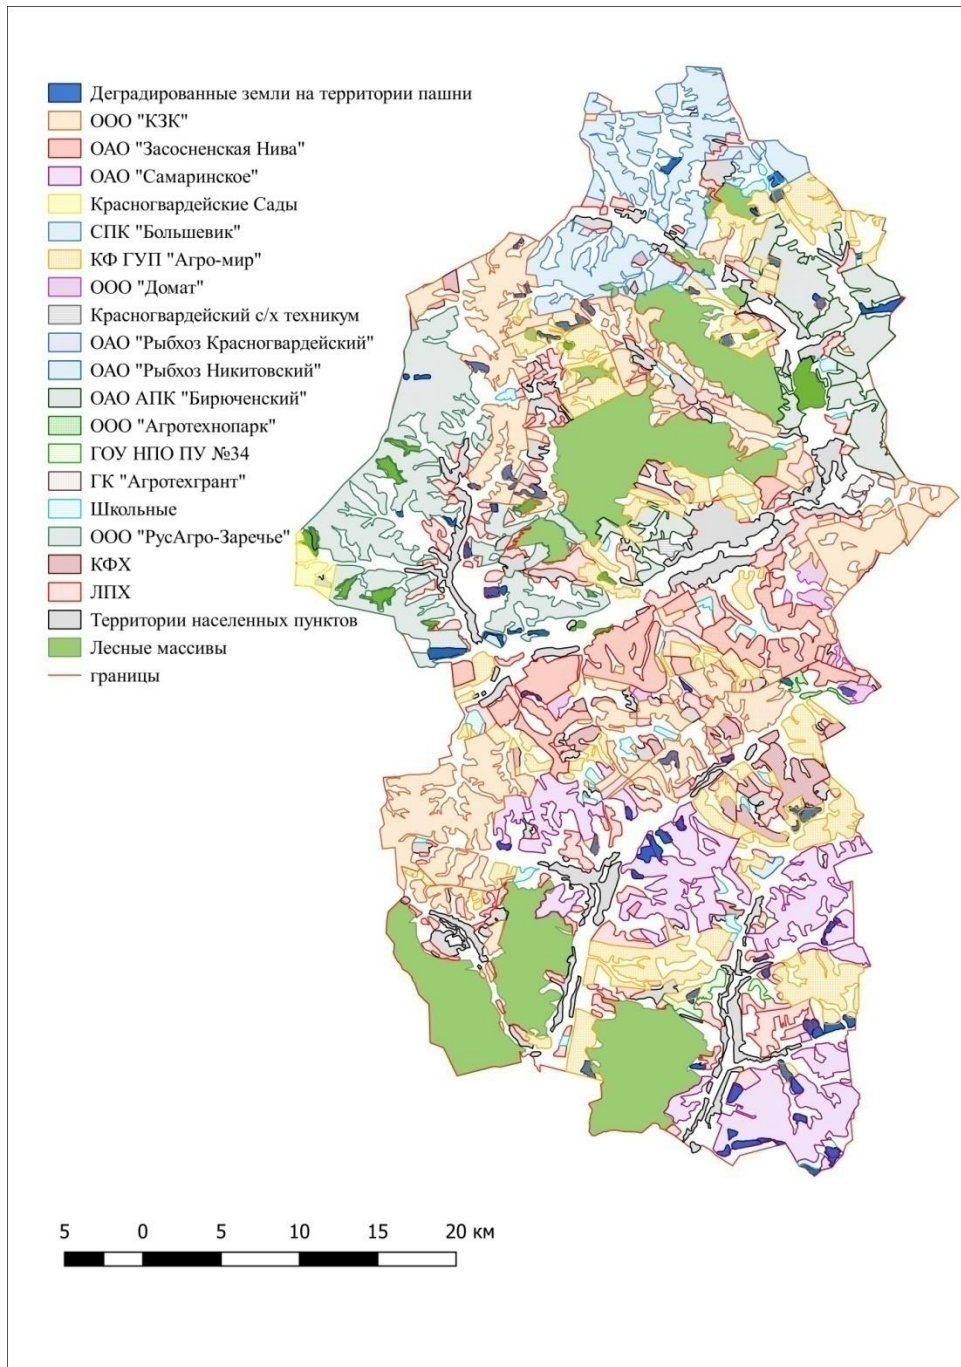 Деградированные земли на территории пашни
ООО "КЗК"
ОАО "Засосненская Нива"
ОАО "Самаринское"
Красногвардейские Сады
СПК "Большевик"
КФ ГУП "Агро-мир"
ООО "Домат"
Красногвардейский с/х техникум
ОАО "Рыбхоз Красногвардейский"
ОАО "Рыбхоз Никитовский"
ОАО АПК "Бирюченский"
ООО "Агротехнопарк"
ГОУ НПО ПУ №34
ГК "Агротехгрант"
Школьные
ООО "РусАгро-Заречье"
КФХ
ЛПХ
Территории населенных пунктов
Лесные массивы
границы
5 0 5 10 15 20 км